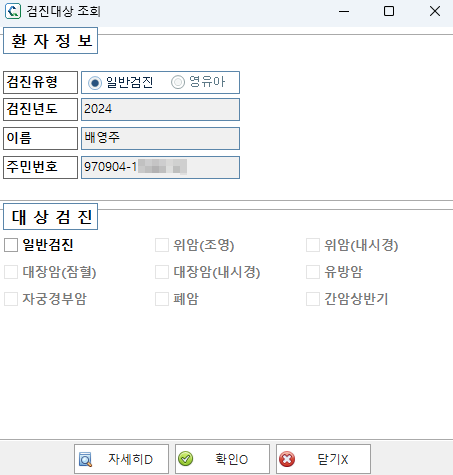 검진대상 조회
환 자 정 보
검진유형 일반검진 영유아
검진년도 2024
이름 배영주
주민번호 970904-1
대 상 검 진
일반검진 위암(조영) 위암(내시경)
대장암(잠혈) 대장암(내시경) 유방암
자궁경부암 폐암 간암상반기
자세히D 확인O 닫기X